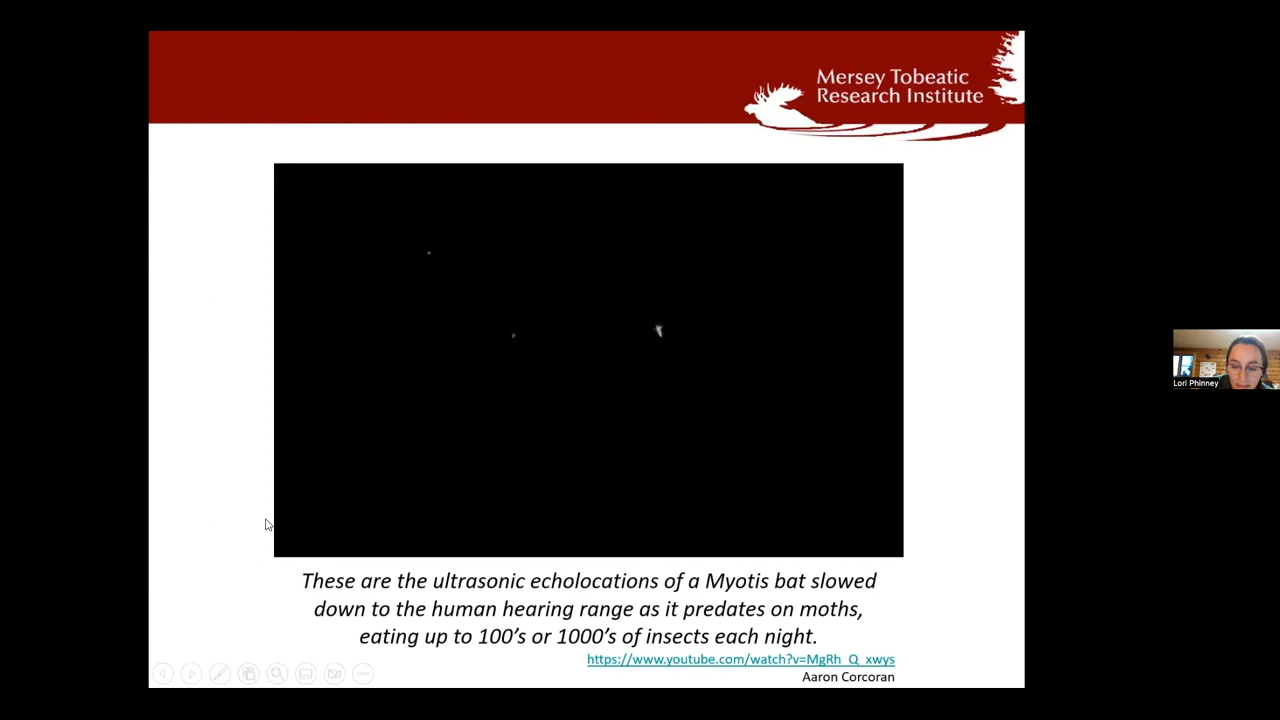 Mersey Tobeatic
Research Institute
Lori Phinney
These are the ultrasonic echolocations of a Myotis bat slowed
down to the human hearing range as it predates on moths,
eating up to 100's or 1000's of insects each night.
https://www.youtube.com/watch?v=MgRh_Q_xwys
Aaron Corcoran